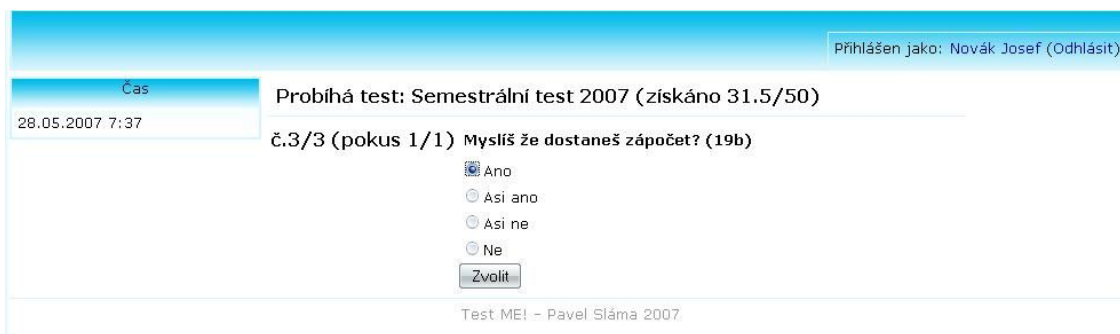 Přihlášen jako: Novák Josef (Odhlásit)
Čas
28.05.2007 7:37
Probíhá test: Semestrální test 2007 (získáno 31.5/50)
č.3/3 (pokus 1/1) Myslíš že dostaneš zápočet? (19b)
Ano
Asi ano
Asi ne
Ne
Zvolit
Test ME! - Pavel Sláma 2007